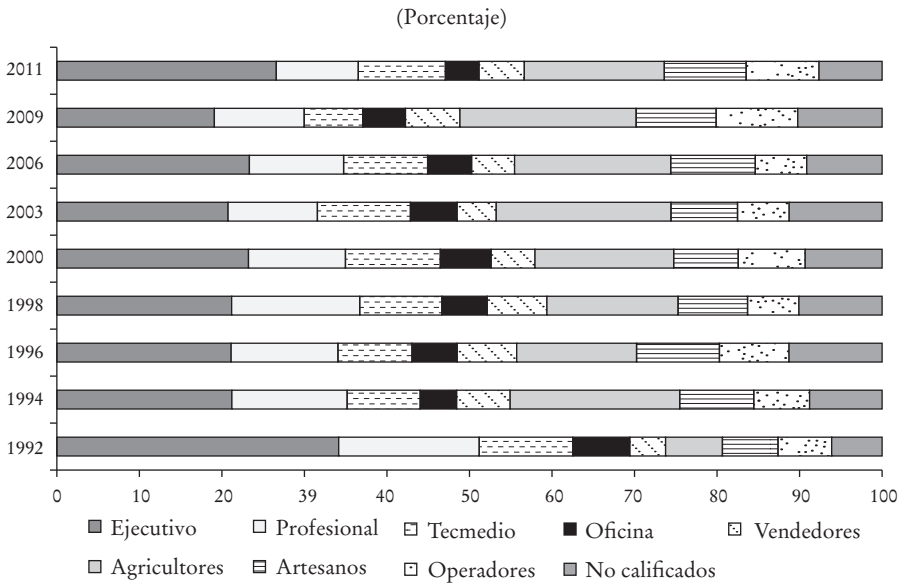 (Porcentaje)
2011
2009
2006
2003
2000
1998
1996
1994
1992
0 10 20 39 40 50 60 70 80 90 100
Ejecutivo Profesional Tecmedio Oficina Vendedores
Agricultores Artesanos Operadores No calificados